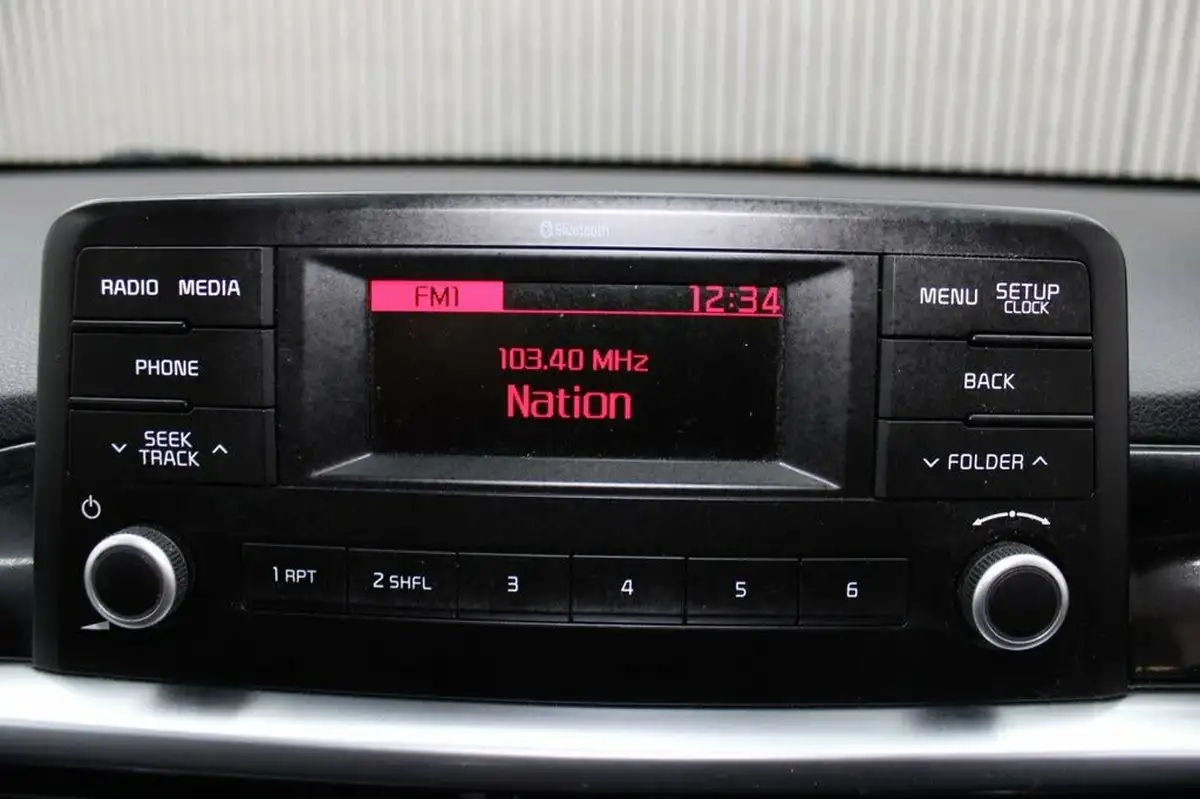 Bluetooth
RADIO MEDIA
PHONE
SEEK
TRACK
FM1 12:34
103.40 MHz
Nation
MENU SETUP
CLOCK
BACK
FOLDER
1 RPT 2 SHFL 3 4 5 6